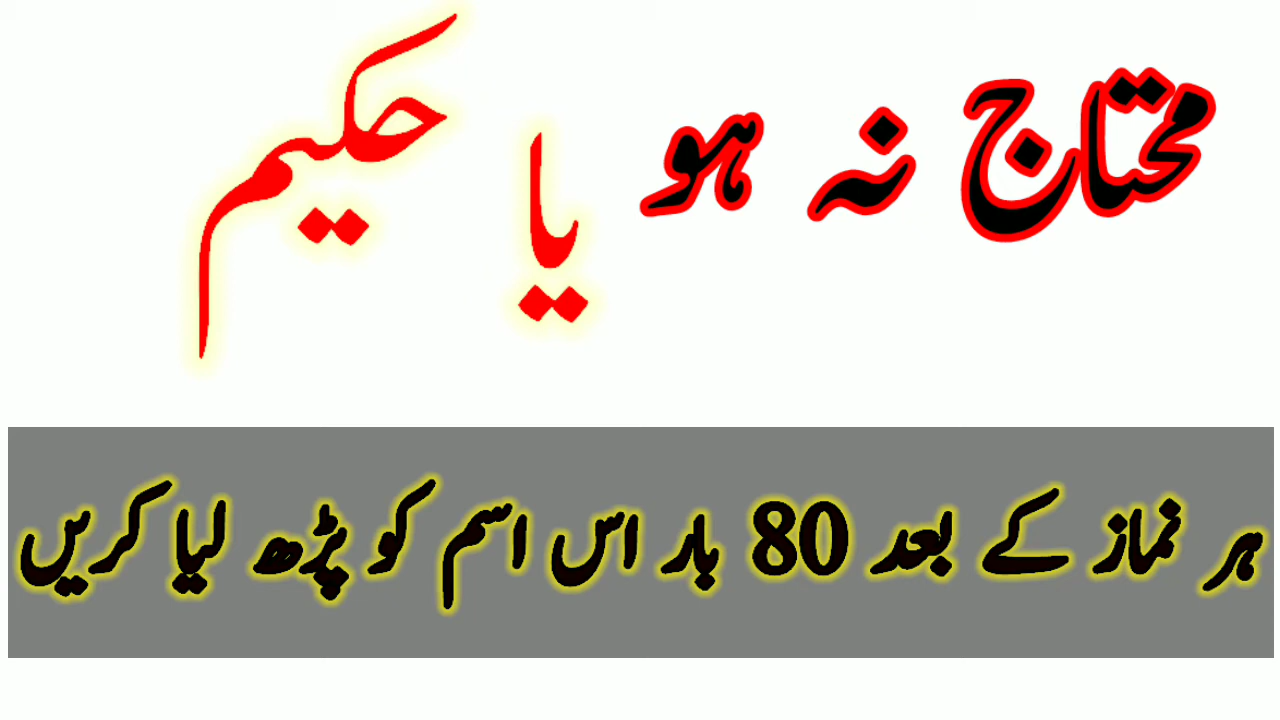 محتاج نہ ہو یا حکیم
ہر نماز کے بعد 80 بار اس اسم کو پڑھ لیا کریں